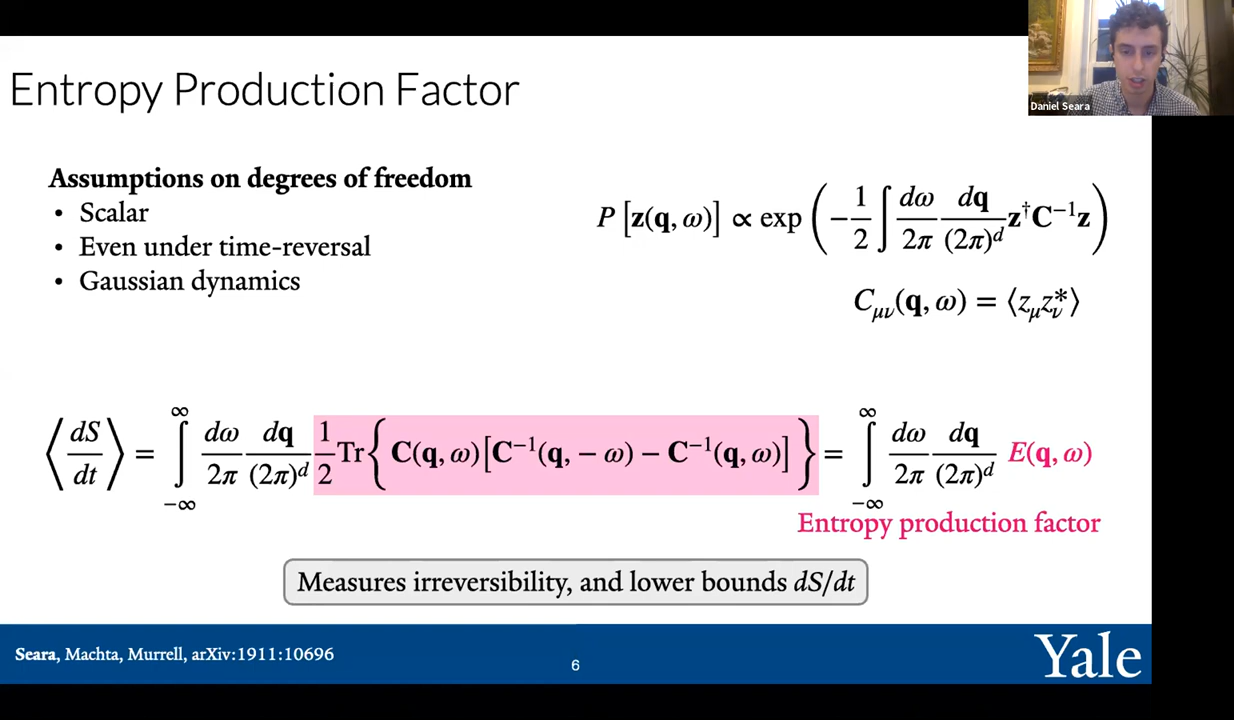 Daniel Seara
Entropy Production Factor
Assumptions on degrees of freedom
• Scalar
• Even under time-reversal
• Gaussian dynamics
P [z(q, ω)] ∝ exp ( −1/2 ∫ dω/2π dq/(2π)^d z†C⁻¹z )
C_μν(q, ω) = ⟨z_μ z_ν*⟩
⟨dS/dt⟩ = ∫_−∞^∞ dω/2π dq/(2π)^d 1/2 Tr{ C(q, ω)[C⁻¹(q, − ω) − C⁻¹(q, ω)] } = ∫_−∞^∞ dω/2π dq/(2π)^d E(q, ω)
Entropy production factor
Measures irreversibility, and lower bounds dS/dt
Seara, Machta, Murrell, arXiv:1911:10696
6
Yale